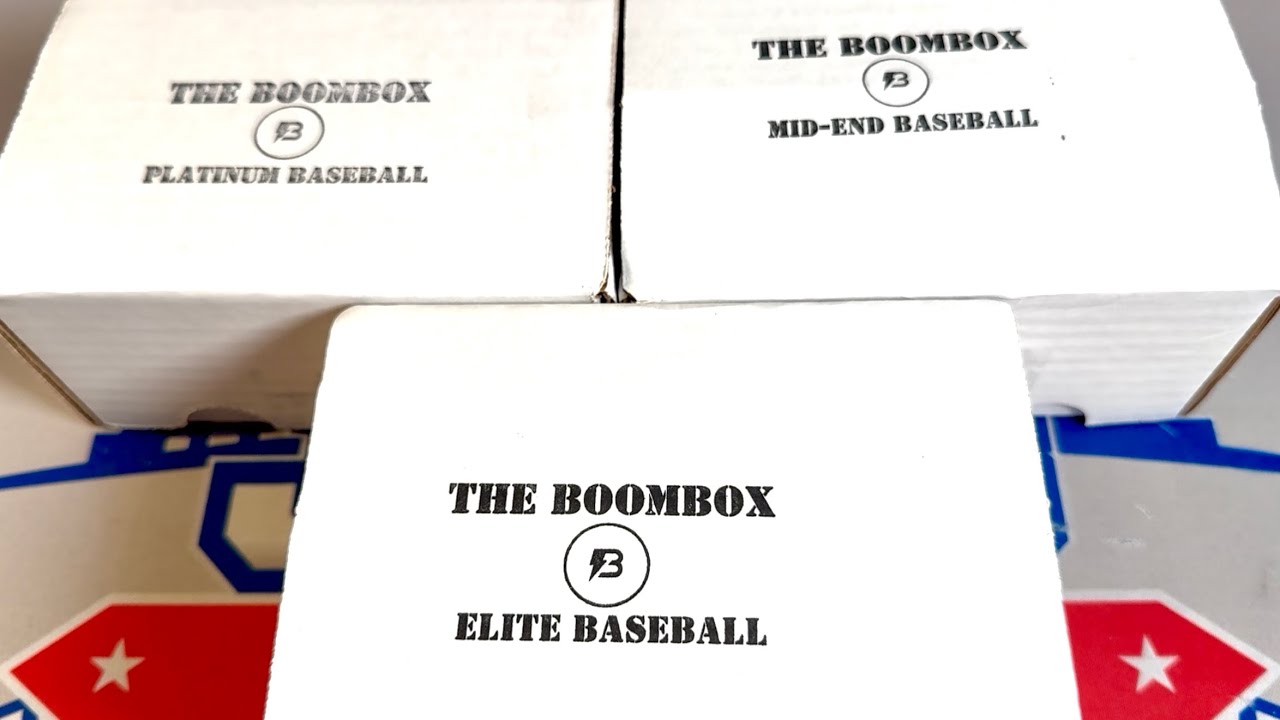 THE BOOMBOX
B
PLATINUM BASEBALL
THE BOOMBOX
B
MID-END BASEBALL
THE BOOMBOX
B
ELITE BASEBALL